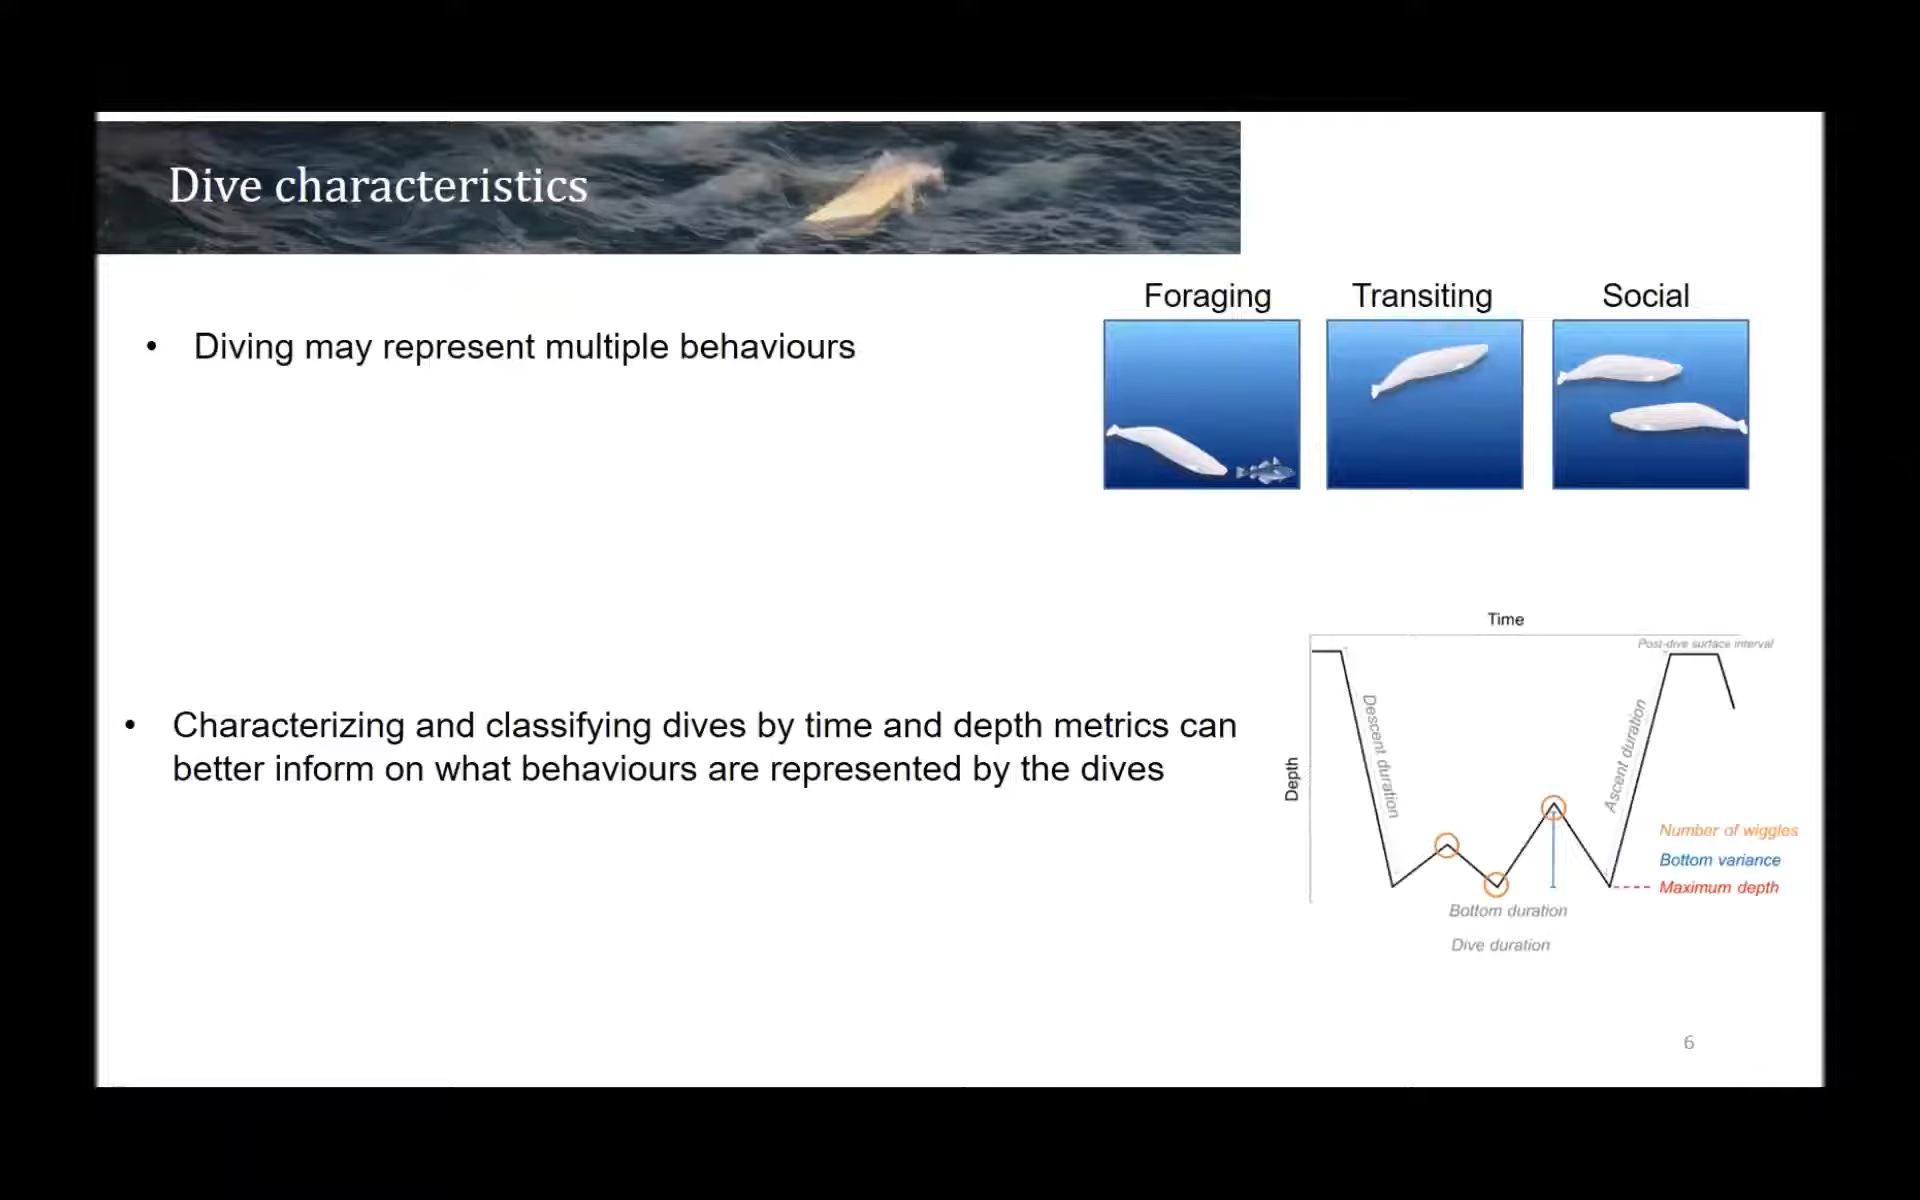 Dive characteristics
Foraging
Transiting
Social
• Diving may represent multiple behaviours
• Characterizing and classifying dives by time and depth metrics can
better inform on what behaviours are represented by the dives
Time
Post-dive surface interval
Depth
Descent duration
Ascent duration
Number of wiggles
Bottom variance
Maximum depth
Bottom duration
Dive duration
6